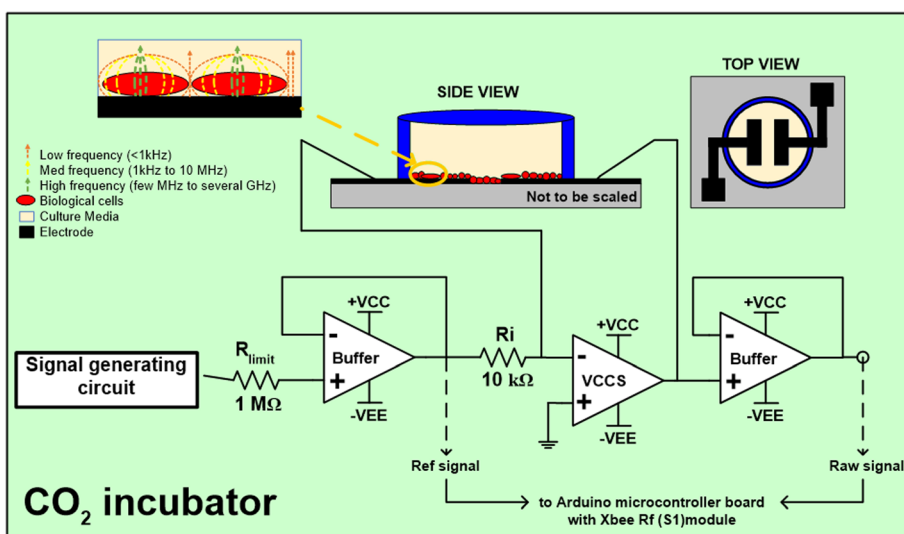 SIDE VIEW
TOP VIEW
Low frequency (<1kHz)
Med frequency (1kHz to 10 MHz)
High frequency (few MHz to several GHz)
Biological cells
Culture Media
Electrode
Not to be scaled
Signal generating
circuit
Rlimit
1 MΩ
+VCC
-
Buffer
+
-VEE
Ri
10 kΩ
+VCC
-
VCCS
+
-VEE
+VCC
-
Buffer
+
-VEE
Ref signal
Raw signal
to Arduino microcontroller board
with Xbee Rf (S1)module
CO2 incubator